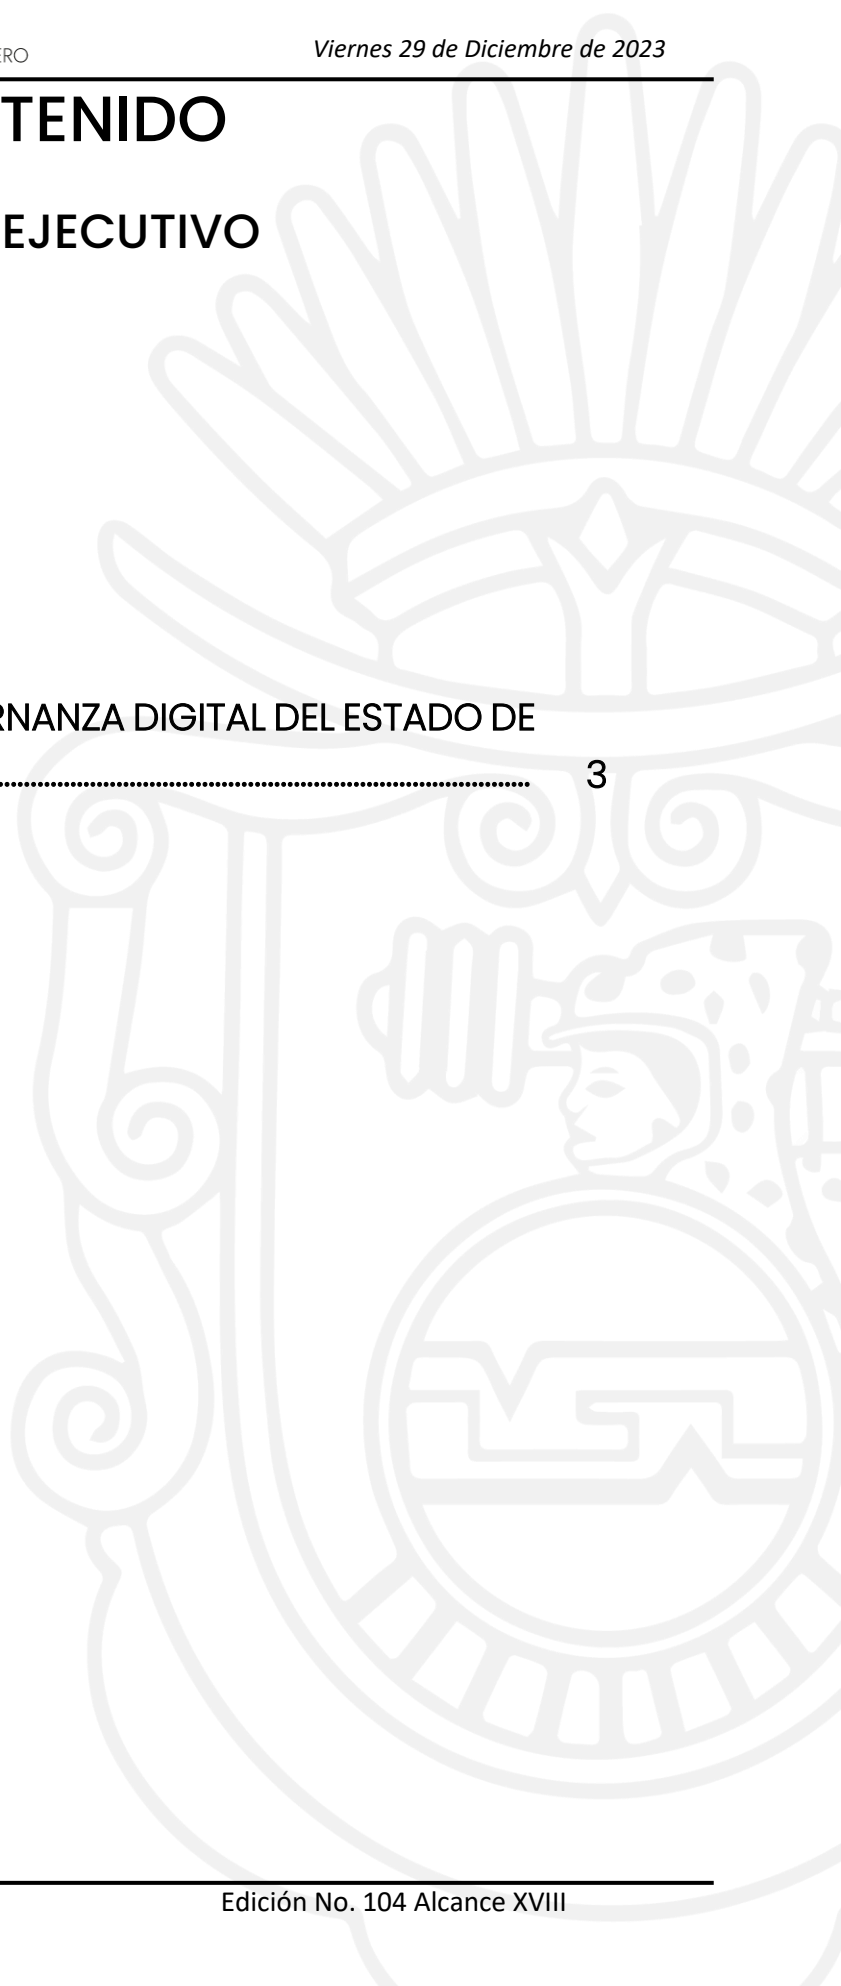 ERO
Viernes 29 de Diciembre de 2023
TENIDO
EJECUTIVO
RNANZA DIGITAL DEL ESTADO DE
........................................................................................ 3
Edición No. 104 Alcance XVIII